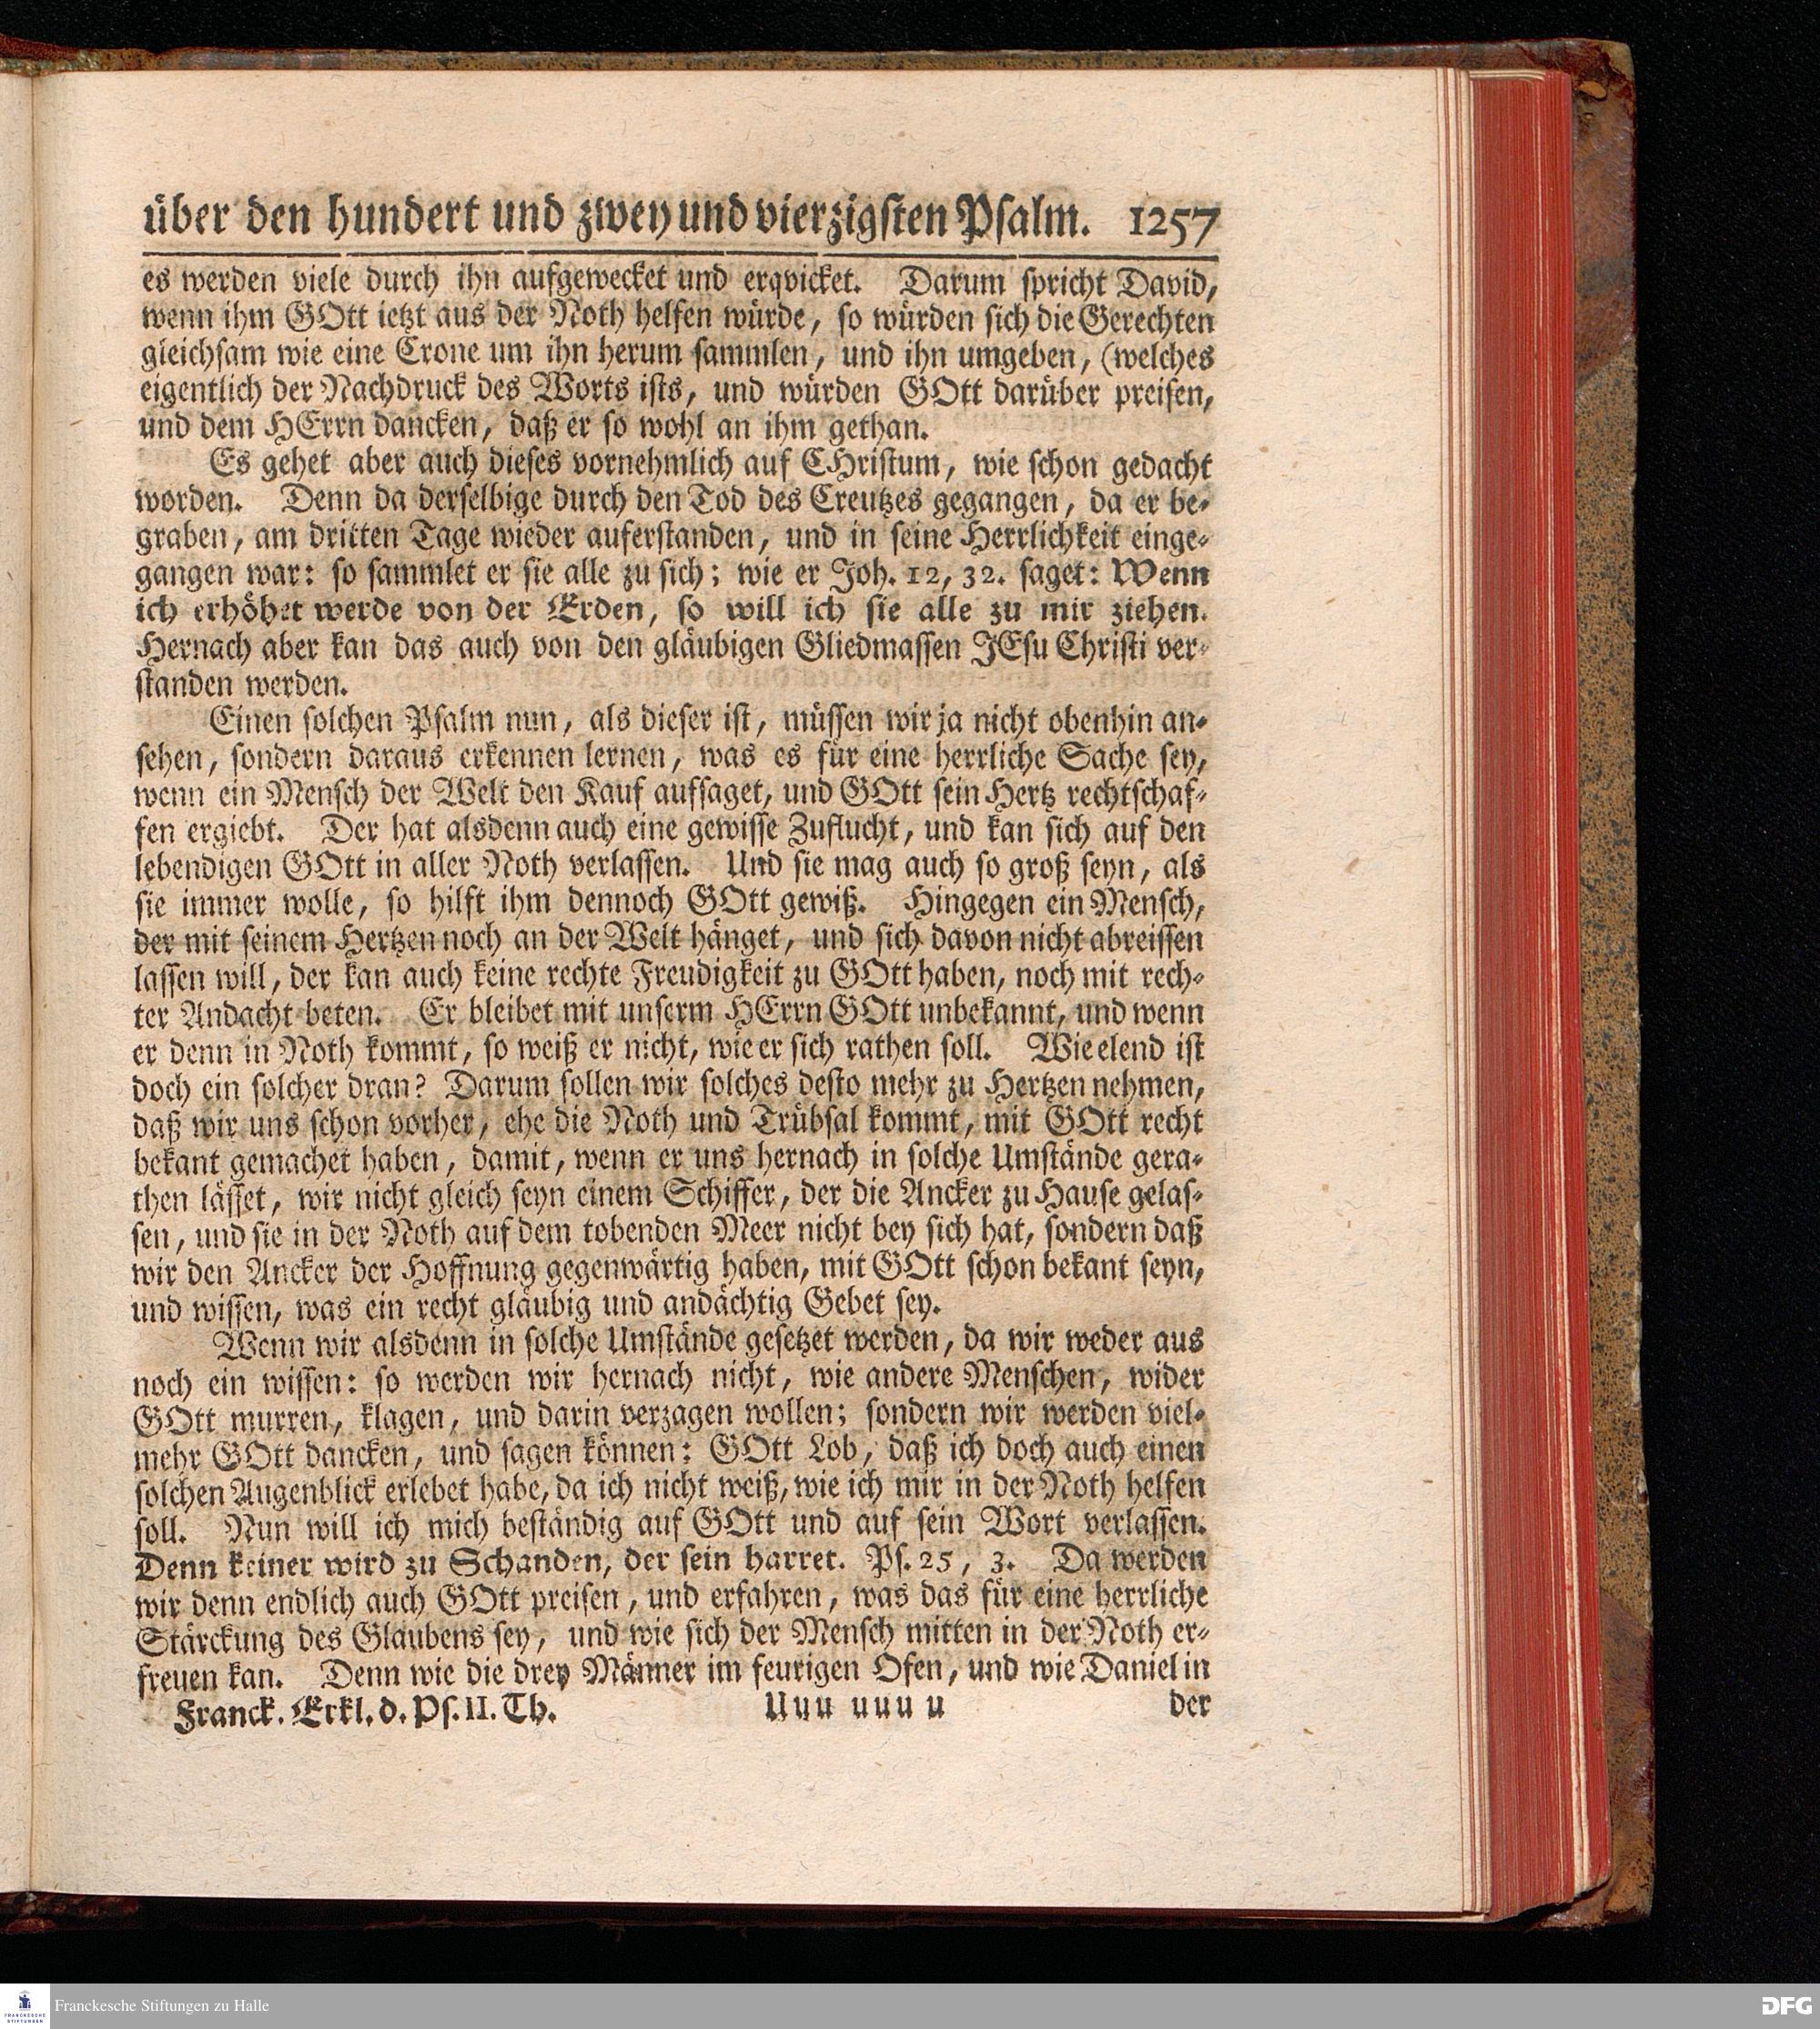 über den hundert und zwey und vierzigsten Psalm. 1257
es werden viele durch ihn aufgewecket und erqvicket. Darum spricht David,
wenn ihm GOtt ietzt aus der Noth helfen würde, so würden sich die Gerechten
gleichsam wie eine Crone um ihn herum sammlen, und ihn umgeben, (welches
eigentlich der Nachdruck des Worts ists, und würden GOtt darüber preisen,
und dem HErrn dancken, daß er so wohl an ihm gethan.
Es gehet aber auch dieses vornehmlich auf CHristum, wie schon gedacht
worden. Denn da derselbige durch den Tod des Creutzes gegangen, da er be-
graben, am dritten Tage wieder auferstanden, und in seine Herrlichkeit einge-
gangen war: so sammlet er sie alle zu sich; wie er Joh. 12, 32. saget: Wenn
ich erhöhet werde von der Erden, so will ich sie alle zu mir ziehen.
Hernach aber kan das auch von den gläubigen Gliedmassen JEsu Christi ver-
standen werden.
Einen solchen Psalm nun, als dieser ist, müssen wir ja nicht obenhin an-
sehen, sondern daraus erkennen lernen, was es für eine herrliche Sache sey,
wenn ein Mensch der Welt den Kauf aufsaget, und GOtt sein Hertz rechtschaf-
fen ergiebt. Der hat alsdenn auch eine gewisse Zuflucht, und kan sich auf den
lebendigen GOtt in aller Noth verlassen. Und sie mag auch so groß seyn, als
sie immer wolle, so hilft ihm dennoch GOtt gewiß. Hingegen ein Mensch,
der mit seinem Hertzen noch an der Welt hänget, und sich davon nicht abreissen
lassen will, der kan auch keine rechte Freudigkeit zu GOtt haben, noch mit rech-
ter Andacht beten. Er bleibet mit unserm HErrn GOtt unbekannt, und wenn
er denn in Noth kommt, so weiß er nicht, wie er sich rathen soll. Wie elend ist
doch ein solcher dran? Darum sollen wir solches desto mehr zu Hertzen nehmen,
daß wir uns schon vorher, ehe die Noth und Trübsal kommt, mit GOtt recht
bekant gemachet haben, damit, wenn er uns hernach in solche Umstände gera-
then lässet, wir nicht gleich seyn einem Schiffer, der die Ancker zu Hause gelas-
sen, und sie in der Noth auf dem tobenden Meer nicht bey sich hat, sondern daß
wir den Ancker der Hoffnung gegenwärtig haben, mit GOtt schon bekant seyn,
und wissen, was ein recht gläubig und andächtig Gebet sey.
Wenn wir alsdenn in solche Umstände gesetzet werden, da wir weder aus
noch ein wissen: so werden wir hernach nicht, wie andere Menschen, wider
GOtt murren, klagen, und darin verzagen wollen; sondern wir werden viel-
mehr GOtt dancken, und sagen können: GOtt Lob, daß ich doch auch einen
solchen Augenblick erlebet habe, da ich nicht weiß, wie ich mir in der Noth helfen
soll. Nun will ich mich beständig auf GOtt und auf sein Wort verlassen.
Denn keiner wird zu Schanden, der sein harret. Ps. 25, 3. Da werden
wir denn endlich auch GOtt preisen, und erfahren, was das für eine herrliche
Stärckung des Glaubens sey, und wie sich der Mensch mitten in der Noth er-
freuen kan. Denn wie die drey Männer im feurigen Ofen, und wie Daniel in
Franck. Erkl. d. Ps. II. Th. Uuu uuu u der
Franckesche Stiftungen zu Halle
FRANCKESCHE
STIFTUNGEN
DFG